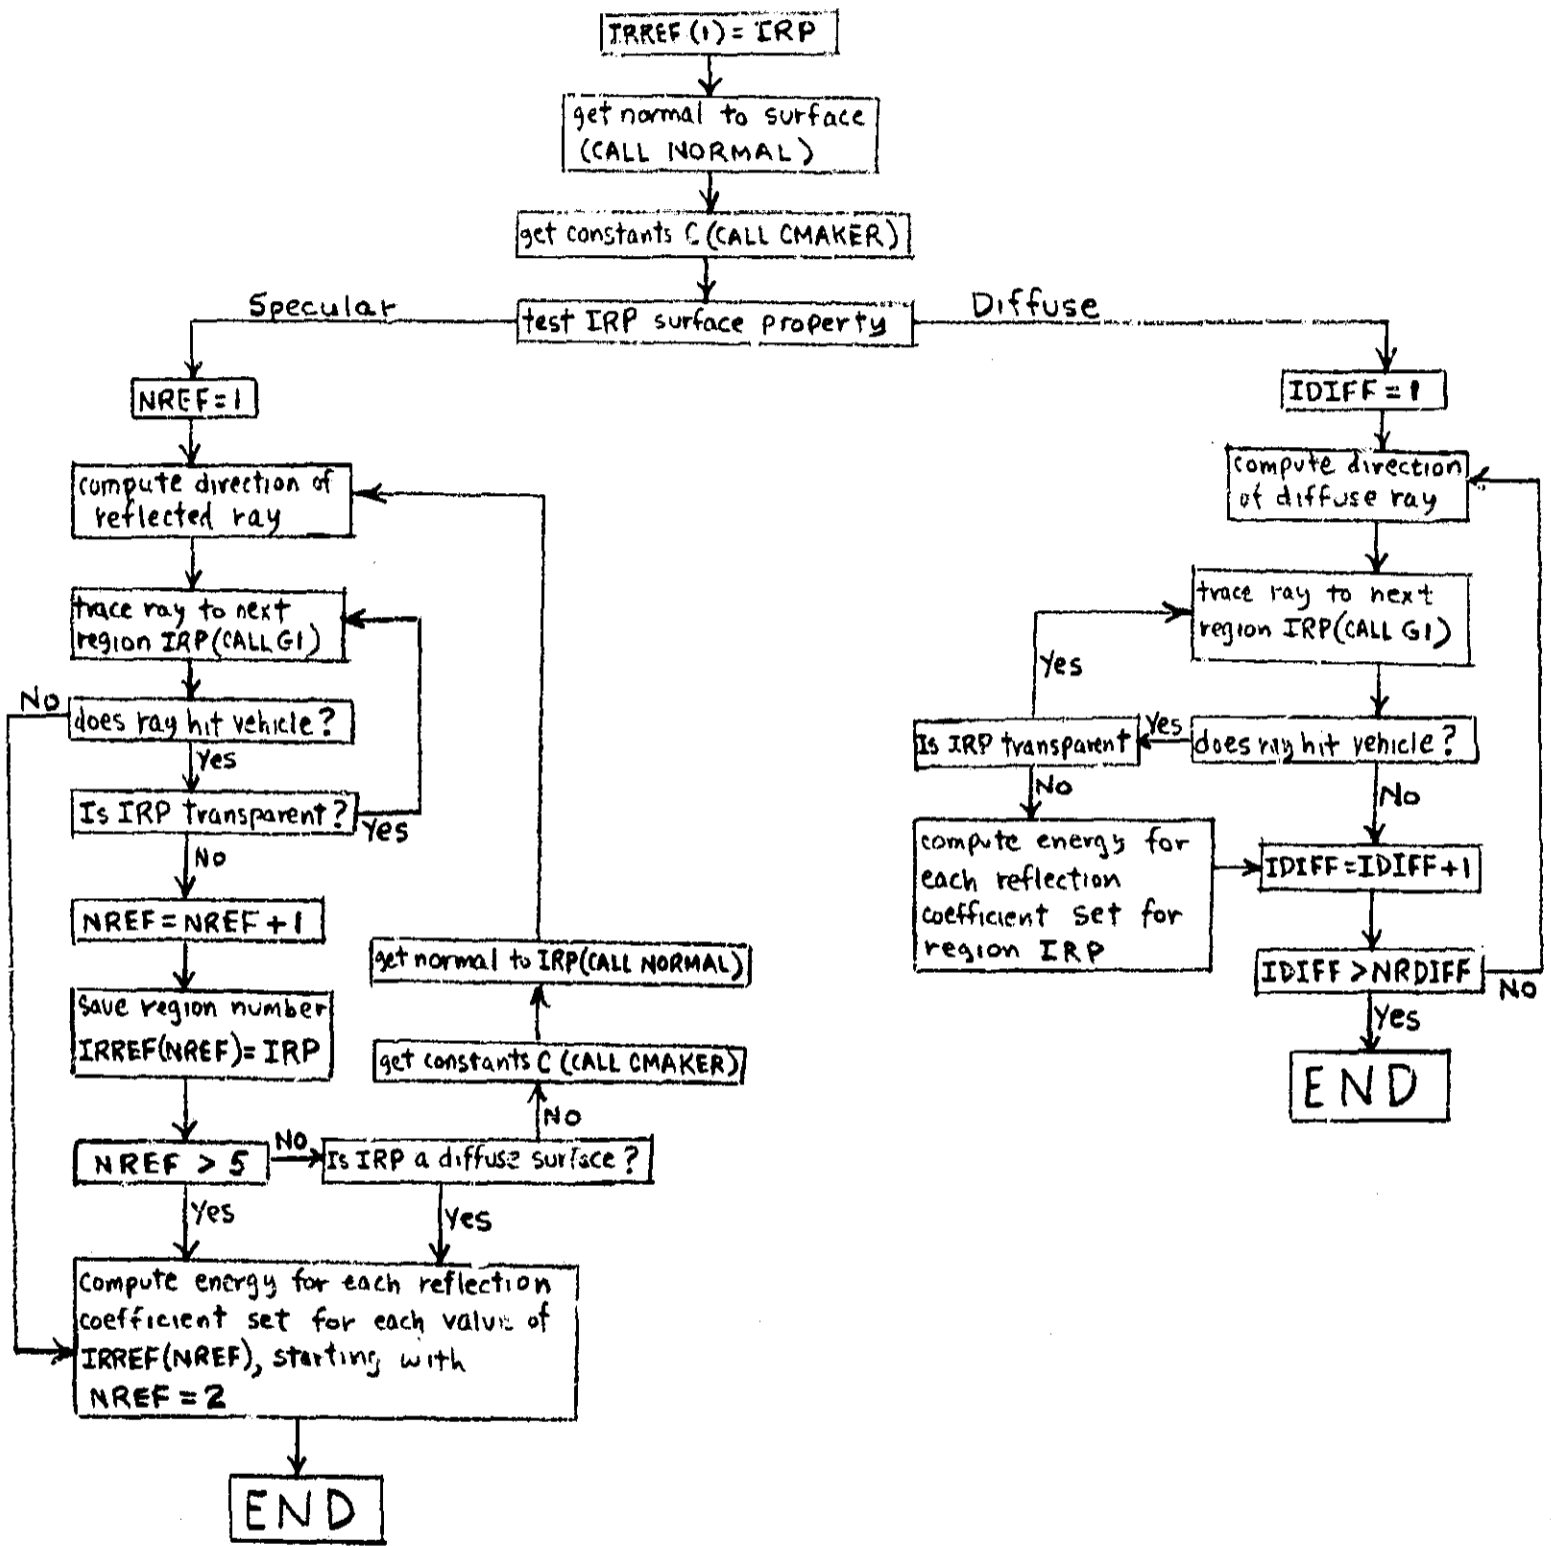 IRREF(1)=IRP
get normal to surface
(CALL NORMAL)
get constants C (CALL CMAKER)
test IRP surface property
Specular
Diffuse
NREF=1
compute direction of
reflected ray
trace ray to next
region IRP(CALL G1)
No
does ray hit vehicle?
Yes
Is IRP transparent?
Yes
No
NREF=NREF+1
save region number
IRREF(NREF)=IRP
NREF > 5
No
Is IRP a diffuse surface?
No
get constants C (CALL CMAKER)
get normal to IRP(CALL NORMAL)
Yes
Yes
compute energy for each reflection
coefficient set for each value of
IRREF(NREF), starting with
NREF=2
END
IDIFF=1
compute direction
of diffuse ray
trace ray to next
region IRP(CALL G1)
does ray hit vehicle?
Yes
Is IRP transparent
Yes
No
compute energy for
each reflection
coefficient set for
region IRP
No
IDIFF=IDIFF+1
IDIFF>NRDIFF
No
Yes
END